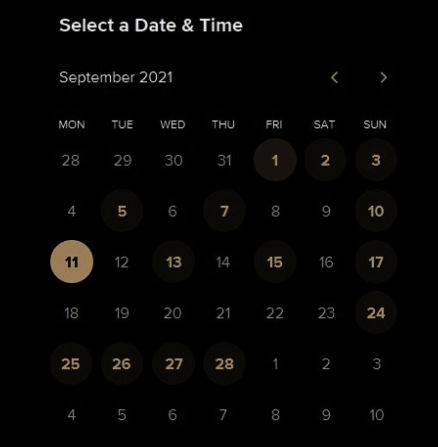 Select a Date & Time
September 2021
MON TUE WED THU FRI SAT SUN
28 29 30 31 1 2 3
4 5 6 7 8 9 10
11 12 13 14 15 16 17
18 19 20 21 22 23 24
25 26 27 28 1 2 3
4 5 6 7 8 9 10